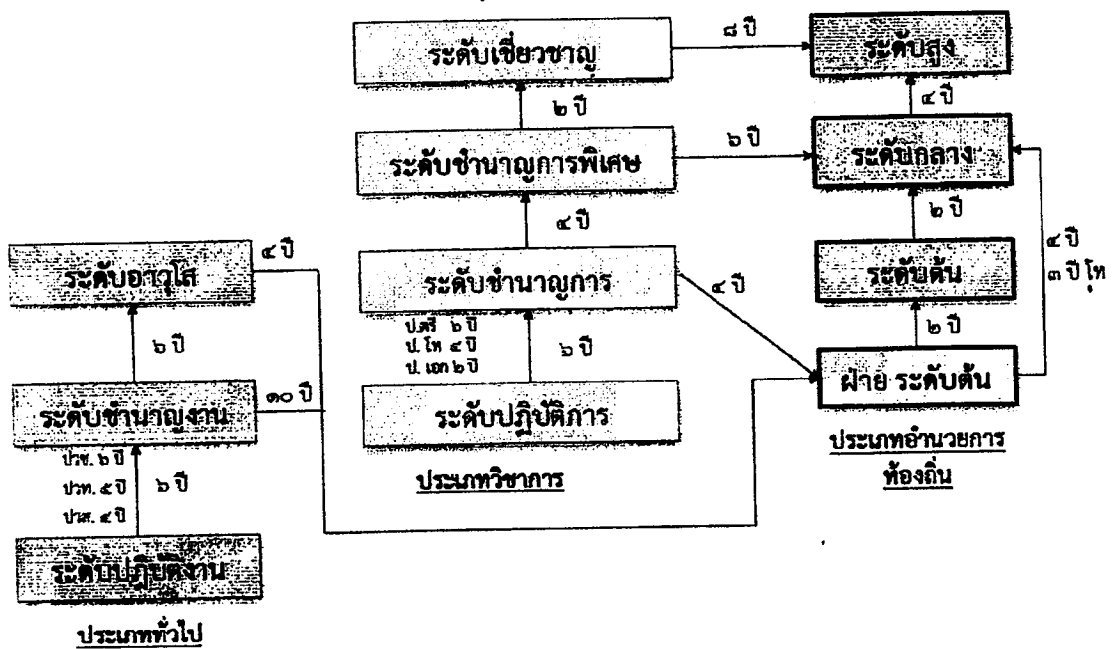 ระดับเชี่ยวชาญ
๘ ปี
ระดับสูง
๒ ปี
๔ ปี
ระดับชำนาญการพิเศษ
๖ ปี
ระดับกลาง
๔ ปี
๒ ปี
๔ ปี
๓ ปี โท
ระดับอาวุโส
๔ ปี
ระดับชำนาญการ
๔ ปี
ระดับต้น
๖ ปี
ป.ตรี ๖ ปี
ป. โท ๔ ปี
ป. เอก ๒ ปี
๖ ปี
๒ ปี
ระดับชำนาญงาน
๑๐ ปี
ระดับปฏิบัติการ
ฝ่าย ระดับต้น
ปวช. ๖ ปี
ปวท. ๕ ปี
ปวส. ๔ ปี
๖ ปี
ประเภทวิชาการ
ประเภทอำนวยการ
ท้องถิ่น
ระดับปฏิบัติงาน
ประเภททั่วไป